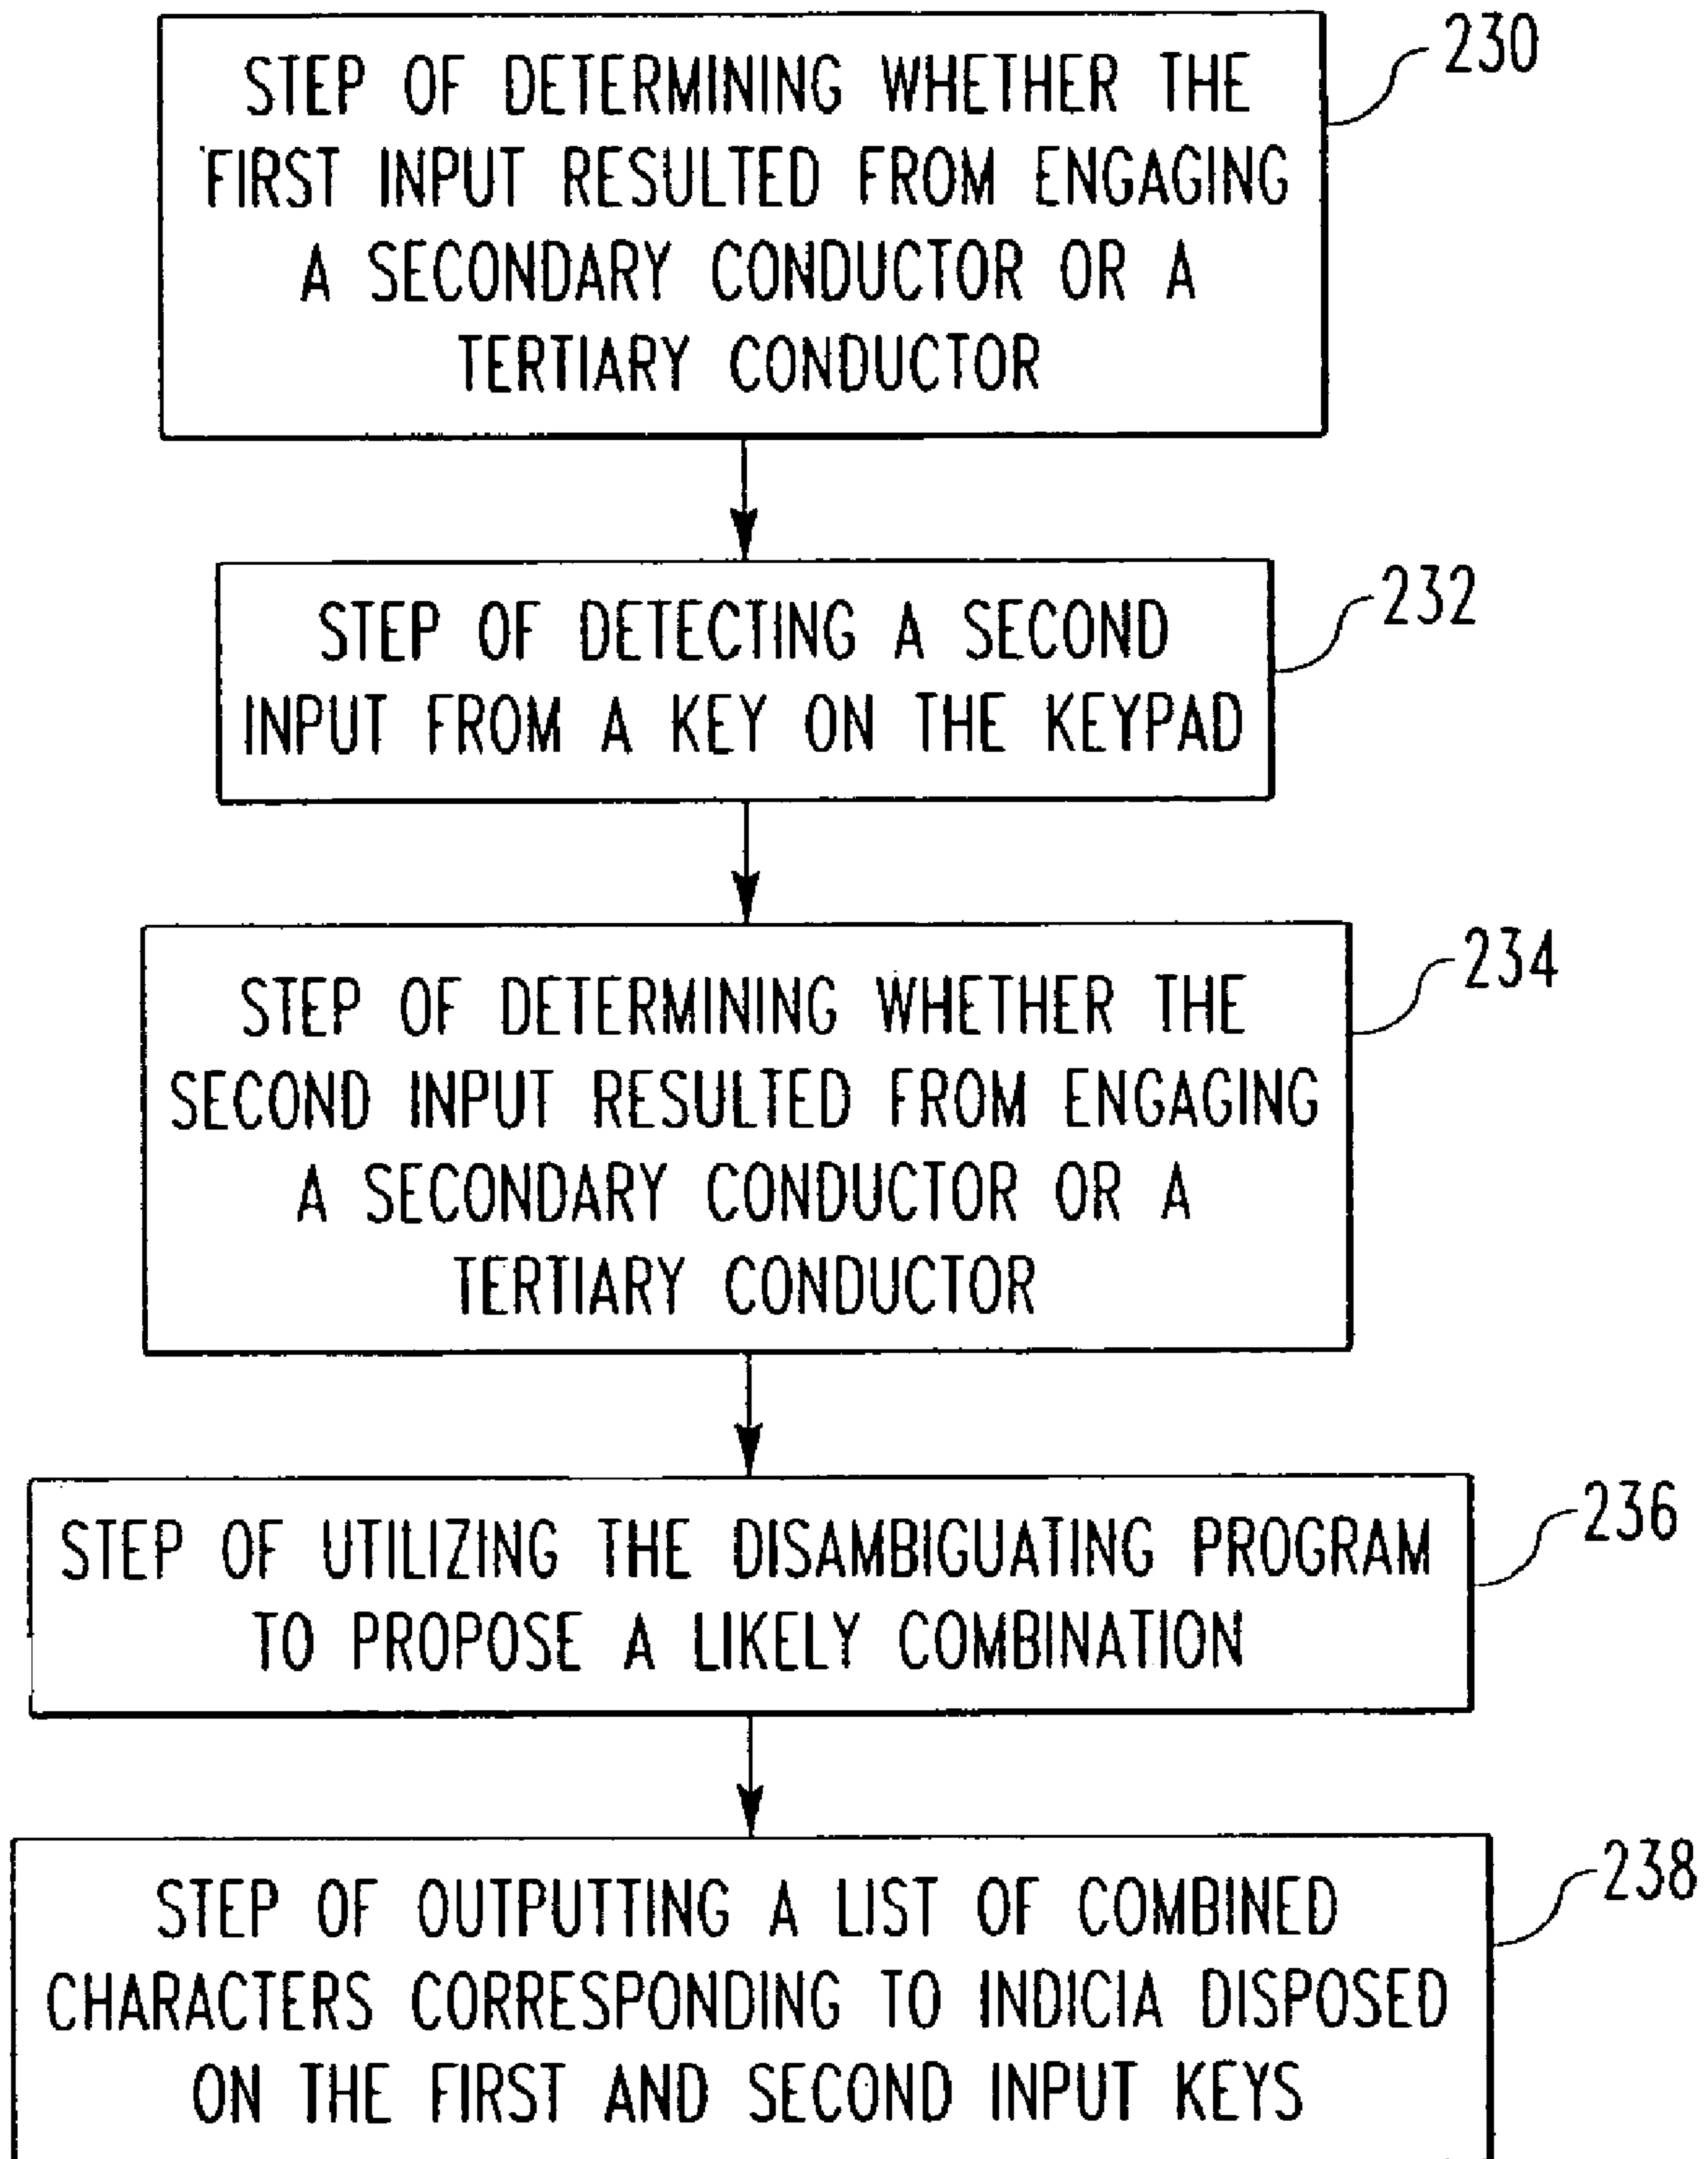 230
STEP OF DETERMINING WHETHER THE
FIRST INPUT RESULTED FROM ENGAGING
A SECONDARY CONDUCTOR OR A
TERTIARY CONDUCTOR
232
STEP OF DETECTING A SECOND
INPUT FROM A KEY ON THE KEYPAD
234
STEP OF DETERMINING WHETHER THE
SECOND INPUT RESULTED FROM ENGAGING
A SECONDARY CONDUCTOR OR A
TERTIARY CONDUCTOR
236
STEP OF UTILIZING THE DISAMBIGUATING PROGRAM
TO PROPOSE A LIKELY COMBINATION
238
STEP OF OUTPUTTING A LIST OF COMBINED
CHARACTERS CORRESPONDING TO INDICIA DISPOSED
ON THE FIRST AND SECOND INPUT KEYS